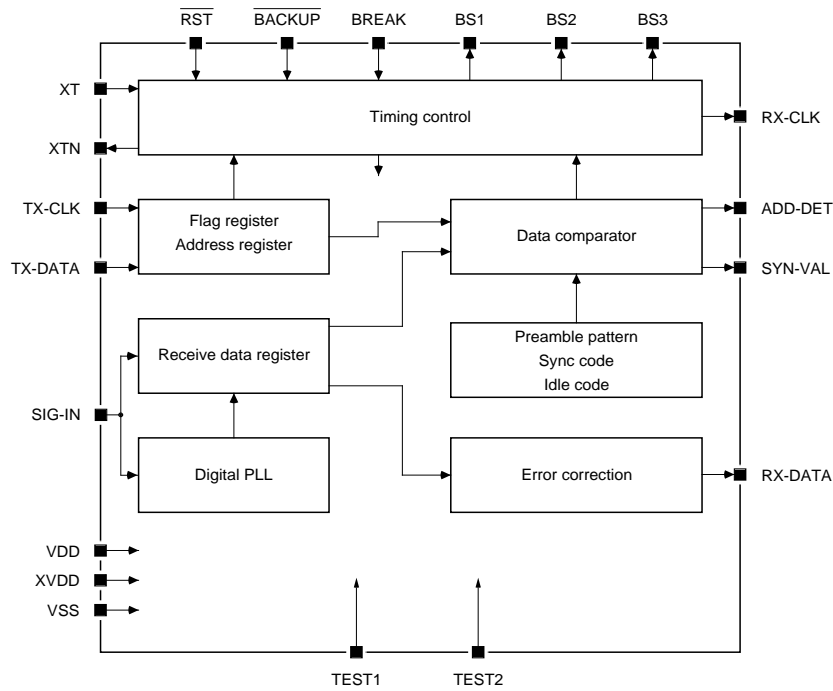 RST
BACKUP
BREAK
BS1
BS2
BS3
XT
Timing control
RX-CLK
XTN
TX-CLK
Flag register
Address register
Data comparator
ADD-DET
TX-DATA
SYN-VAL
Receive data register
Preamble pattern
Sync code
Idle code
SIG-IN
Digital PLL
Error correction
RX-DATA
VDD
XVDD
VSS
TEST1
TEST2